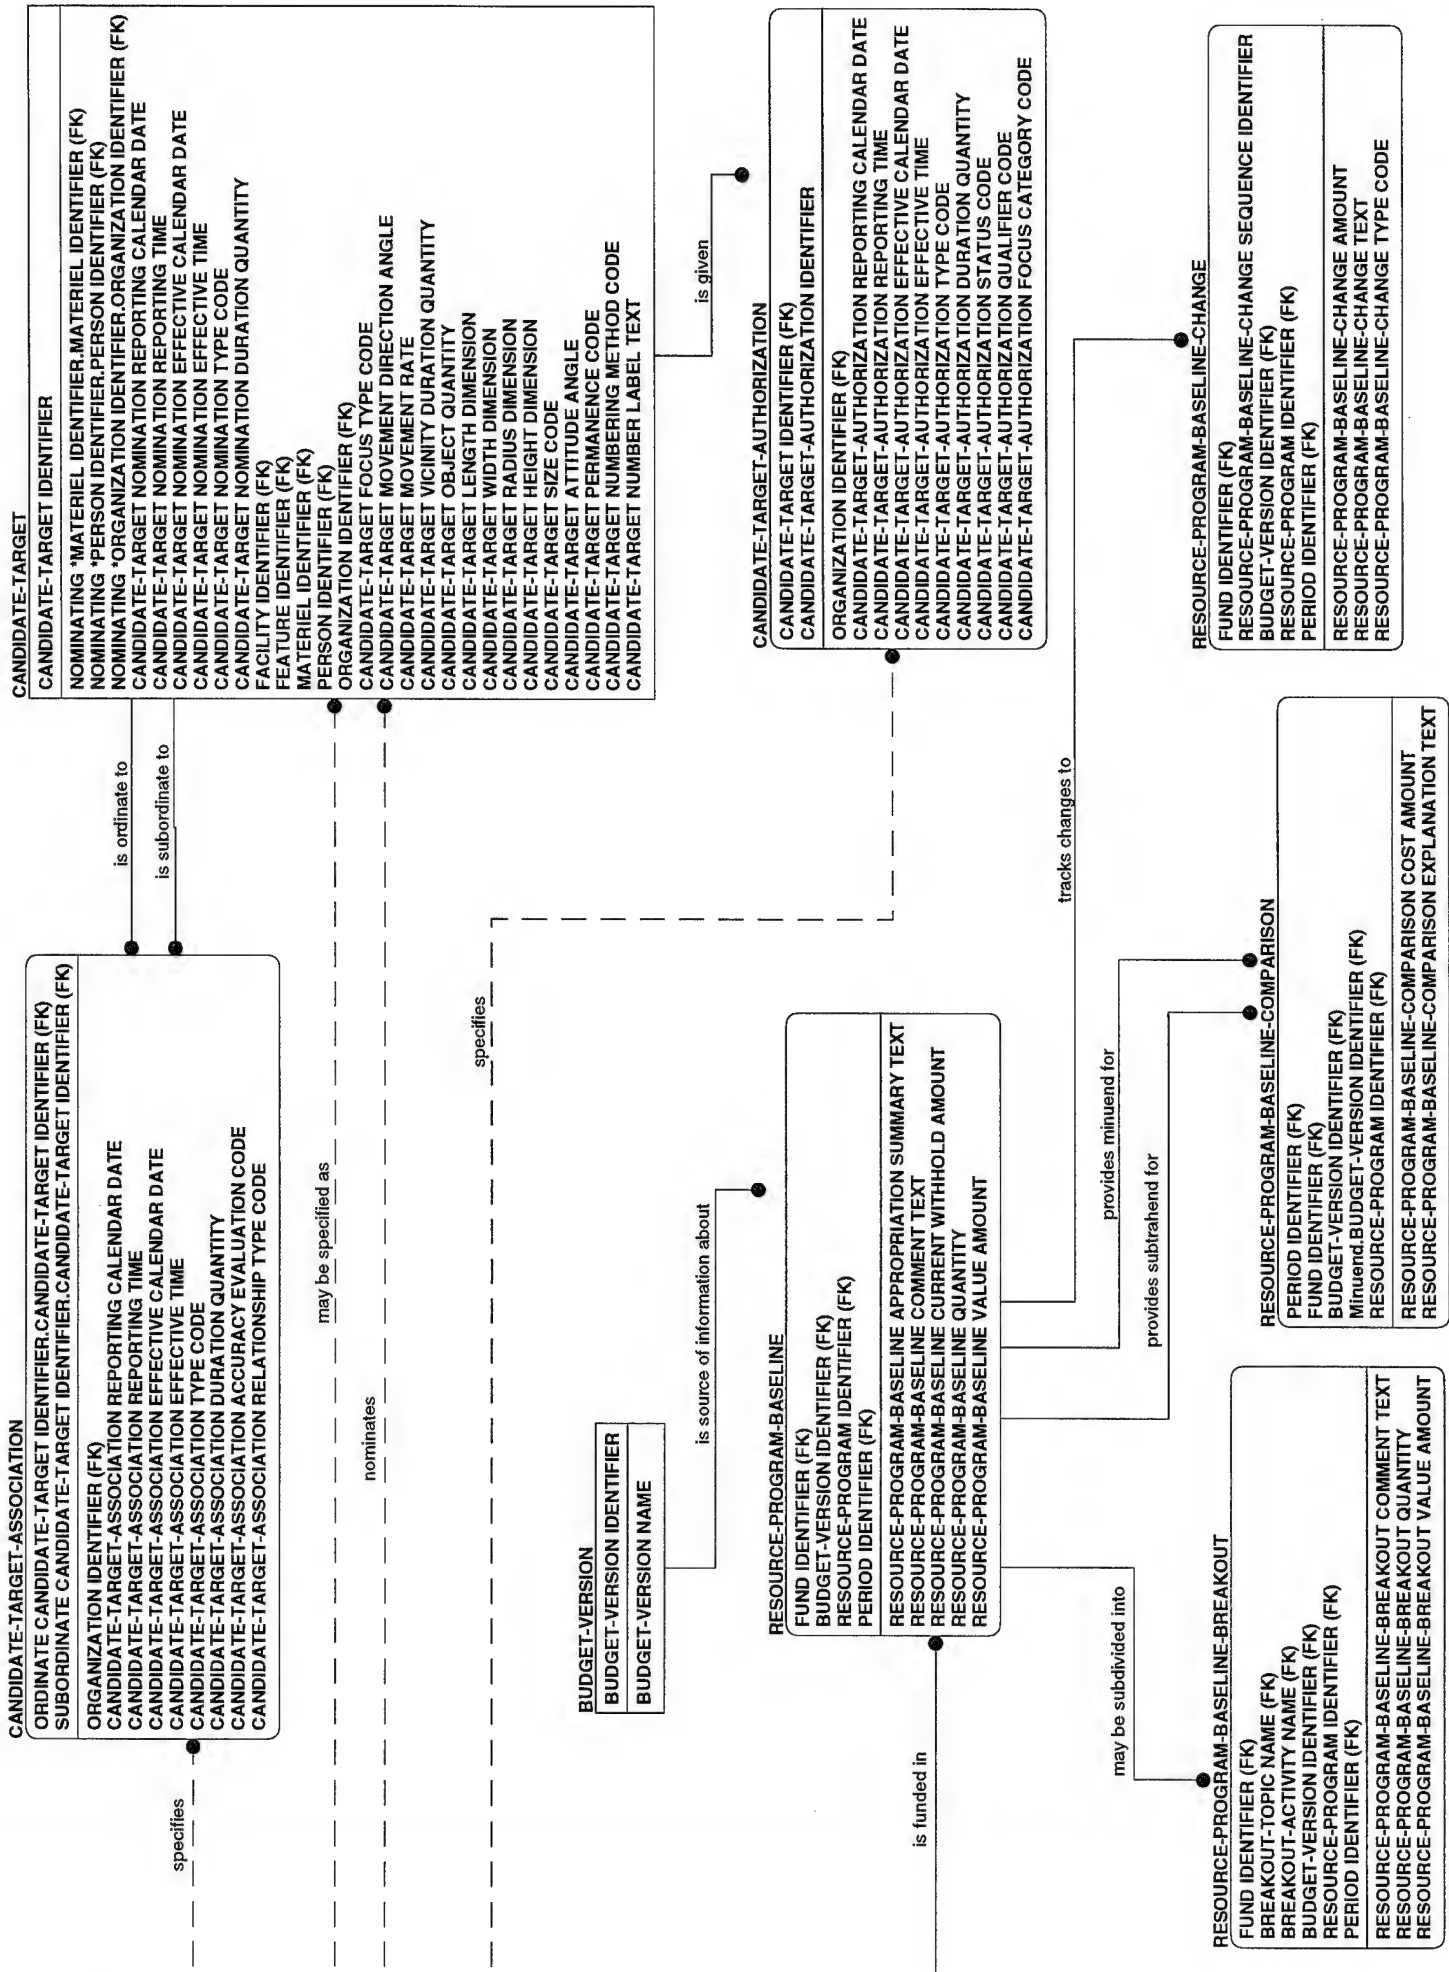 CANDIDATE-TARGET-ASSOCIATION
ORDINATE CANDIDATE-TARGET IDENTIFIER.CANDIDATE-TARGET IDENTIFIER (FK)
SUBORDINATE CANDIDATE-TARGET IDENTIFIER.CANDIDATE-TARGET IDENTIFIER (FK)
ORGANIZATION IDENTIFIER (FK)
CANDIDATE-TARGET-ASSOCIATION REPORTING CALENDAR DATE
CANDIDATE-TARGET-ASSOCIATION REPORTING TIME
CANDIDATE-TARGET-ASSOCIATION EFFECTIVE CALENDAR DATE
CANDIDATE-TARGET-ASSOCIATION EFFECTIVE TIME
CANDIDATE-TARGET-ASSOCIATION TYPE CODE
CANDIDATE-TARGET-ASSOCIATION DURATION QUANTITY
CANDIDATE-TARGET-ASSOCIATION ACCURACY EVALUATION CODE
CANDIDATE-TARGET-ASSOCIATION RELATIONSHIP TYPE CODE
is ordinate to
is subordinate to
CANDIDATE-TARGET
CANDIDATE-TARGET IDENTIFIER
NOMINATING *MATERIEL IDENTIFIER.MATERIEL IDENTIFIER (FK)
NOMINATING *PERSON IDENTIFIER.PERSON IDENTIFIER (FK)
NOMINATING *ORGANIZATION IDENTIFIER.ORGANIZATION IDENTIFIER (FK)
CANDIDATE-TARGET NOMINATION REPORTING CALENDAR DATE
CANDIDATE-TARGET NOMINATION REPORTING TIME
CANDIDATE-TARGET NOMINATION EFFECTIVE CALENDAR DATE
CANDIDATE-TARGET NOMINATION EFFECTIVE TIME
CANDIDATE-TARGET NOMINATION TYPE CODE
CANDIDATE-TARGET NOMINATION DURATION QUANTITY
FACILITY IDENTIFIER (FK)
FEATURE IDENTIFIER (FK)
MATERIEL IDENTIFIER (FK)
PERSON IDENTIFIER (FK)
ORGANIZATION IDENTIFIER (FK)
CANDIDATE-TARGET FOCUS TYPE CODE
CANDIDATE-TARGET MOVEMENT DIRECTION ANGLE
CANDIDATE-TARGET MOVEMENT RATE
CANDIDATE-TARGET VICINITY DURATION QUANTITY
CANDIDATE-TARGET OBJECT QUANTITY
CANDIDATE-TARGET LENGTH DIMENSION
CANDIDATE-TARGET WIDTH DIMENSION
CANDIDATE-TARGET RADIUS DIMENSION
CANDIDATE-TARGET HEIGHT DIMENSION
CANDIDATE-TARGET SIZE CODE
CANDIDATE-TARGET ATTITUDE ANGLE
CANDIDATE-TARGET PERMANENCE CODE
CANDIDATE-TARGET NUMBERING METHOD CODE
CANDIDATE-TARGET NUMBER LABEL TEXT
specifies
may be specified as
nominates
specifies
is given
BUDGET-VERSION
BUDGET-VERSION IDENTIFIER
BUDGET-VERSION NAME
is source of information about
CANDIDATE-TARGET-AUTHORIZATION
CANDIDATE-TARGET IDENTIFIER (FK)
CANDIDATE-TARGET-AUTHORIZATION IDENTIFIER
ORGANIZATION IDENTIFIER (FK)
CANDIDATE-TARGET-AUTHORIZATION REPORTING CALENDAR DATE
CANDIDATE-TARGET-AUTHORIZATION REPORTING TIME
CANDIDATE-TARGET-AUTHORIZATION EFFECTIVE CALENDAR DATE
CANDIDATE-TARGET-AUTHORIZATION EFFECTIVE TIME
CANDIDATE-TARGET-AUTHORIZATION TYPE CODE
CANDIDATE-TARGET-AUTHORIZATION DURATION QUANTITY
CANDIDATE-TARGET-AUTHORIZATION STATUS CODE
CANDIDATE-TARGET-AUTHORIZATION QUALIFIER CODE
CANDIDATE-TARGET-AUTHORIZATION FOCUS CATEGORY CODE
RESOURCE-PROGRAM-BASELINE
FUND IDENTIFIER (FK)
BUDGET-VERSION IDENTIFIER (FK)
RESOURCE-PROGRAM IDENTIFIER (FK)
PERIOD IDENTIFIER (FK)
RESOURCE-PROGRAM-BASELINE APPROPRIATION SUMMARY TEXT
RESOURCE-PROGRAM-BASELINE COMMENT TEXT
RESOURCE-PROGRAM-BASELINE CURRENT WITHHOLD AMOUNT
RESOURCE-PROGRAM-BASELINE QUANTITY
RESOURCE-PROGRAM-BASELINE VALUE AMOUNT
is funded in
may be subdivided into
provides subtrahend for
provides minuend for
tracks changes to
RESOURCE-PROGRAM-BASELINE-BREAKOUT
FUND IDENTIFIER (FK)
BREAKOUT-TOPIC NAME (FK)
BREAKOUT-ACTIVITY NAME (FK)
BUDGET-VERSION IDENTIFIER (FK)
RESOURCE-PROGRAM IDENTIFIER (FK)
PERIOD IDENTIFIER (FK)
RESOURCE-PROGRAM-BASELINE-BREAKOUT COMMENT TEXT
RESOURCE-PROGRAM-BASELINE-BREAKOUT QUANTITY
RESOURCE-PROGRAM-BASELINE-BREAKOUT VALUE AMOUNT
RESOURCE-PROGRAM-BASELINE-COMPARISON
PERIOD IDENTIFIER (FK)
FUND IDENTIFIER (FK)
BUDGET-VERSION IDENTIFIER (FK)
Minuend.BUDGET-VERSION IDENTIFIER (FK)
RESOURCE-PROGRAM IDENTIFIER (FK)
RESOURCE-PROGRAM-BASELINE-COMPARISON COST AMOUNT
RESOURCE-PROGRAM-BASELINE-COMPARISON EXPLANATION TEXT
RESOURCE-PROGRAM-BASELINE-CHANGE
FUND IDENTIFIER (FK)
RESOURCE-PROGRAM-BASELINE-CHANGE SEQUENCE IDENTIFIER
BUDGET-VERSION IDENTIFIER (FK)
RESOURCE-PROGRAM IDENTIFIER (FK)
PERIOD IDENTIFIER (FK)
RESOURCE-PROGRAM-BASELINE-CHANGE AMOUNT
RESOURCE-PROGRAM-BASELINE-CHANGE TEXT
RESOURCE-PROGRAM-BASELINE-CHANGE TYPE CODE